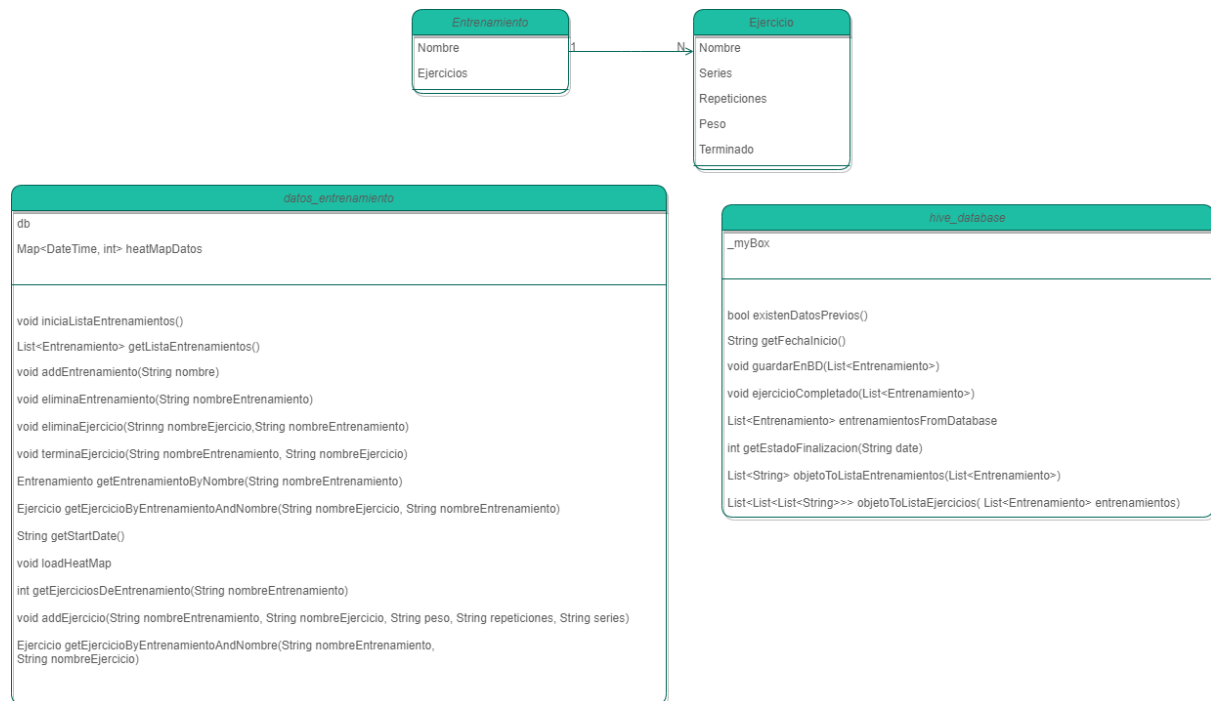 Entrenamiento
Nombre
Ejercicios
1
N
Ejercicio
Nombre
Series
Repeticiones
Peso
Terminado
datos_entrenamiento
db
Map<DateTime, int> heatMapDatos
void iniciaListaEntrenamientos()
List<Entrenamiento> getListaEntrenamientos()
void addEntrenamiento(String nombre)
void eliminaEntrenamiento(String nombreEntrenamiento)
void eliminaEjercicio(Strinng nombreEjercicio,String nombreEntrenamiento)
void terminaEjercicio(String nombreEntrenamiento, String nombreEjercicio)
Entrenamiento getEntrenamientoByNombre(String nombreEntrenamiento)
Ejercicio getEjercicioByEntrenamientoAndNombre(String nombreEjercicio, String nombreEntrenamiento)
String getStartDate()
void loadHeatMap
int getEjerciciosDeEntrenamiento(String nombreEntrenamiento)
void addEjercicio(String nombreEntrenamiento, String nombreEjercicio, String peso, String repeticiones, String series)
Ejercicio getEjercicioByEntrenamientoAndNombre(String nombreEntrenamiento,
String nombreEjercicio)
hive_database
_myBox
bool existenDatosPrevios()
String getFechaInicio()
void guardarEnBD(List<Entrenamiento>)
void ejercicioCompletado(List<Entrenamiento>)
List<Entrenamiento> entrenamientosFromDatabase
int getEstadoFinalizacion(String date)
List<String> objetoToListaEntrenamientos(List<Entrenamiento>)
List<List<List<String>>> objetoToListaEjercicios( List<Entrenamiento> entrenamientos)